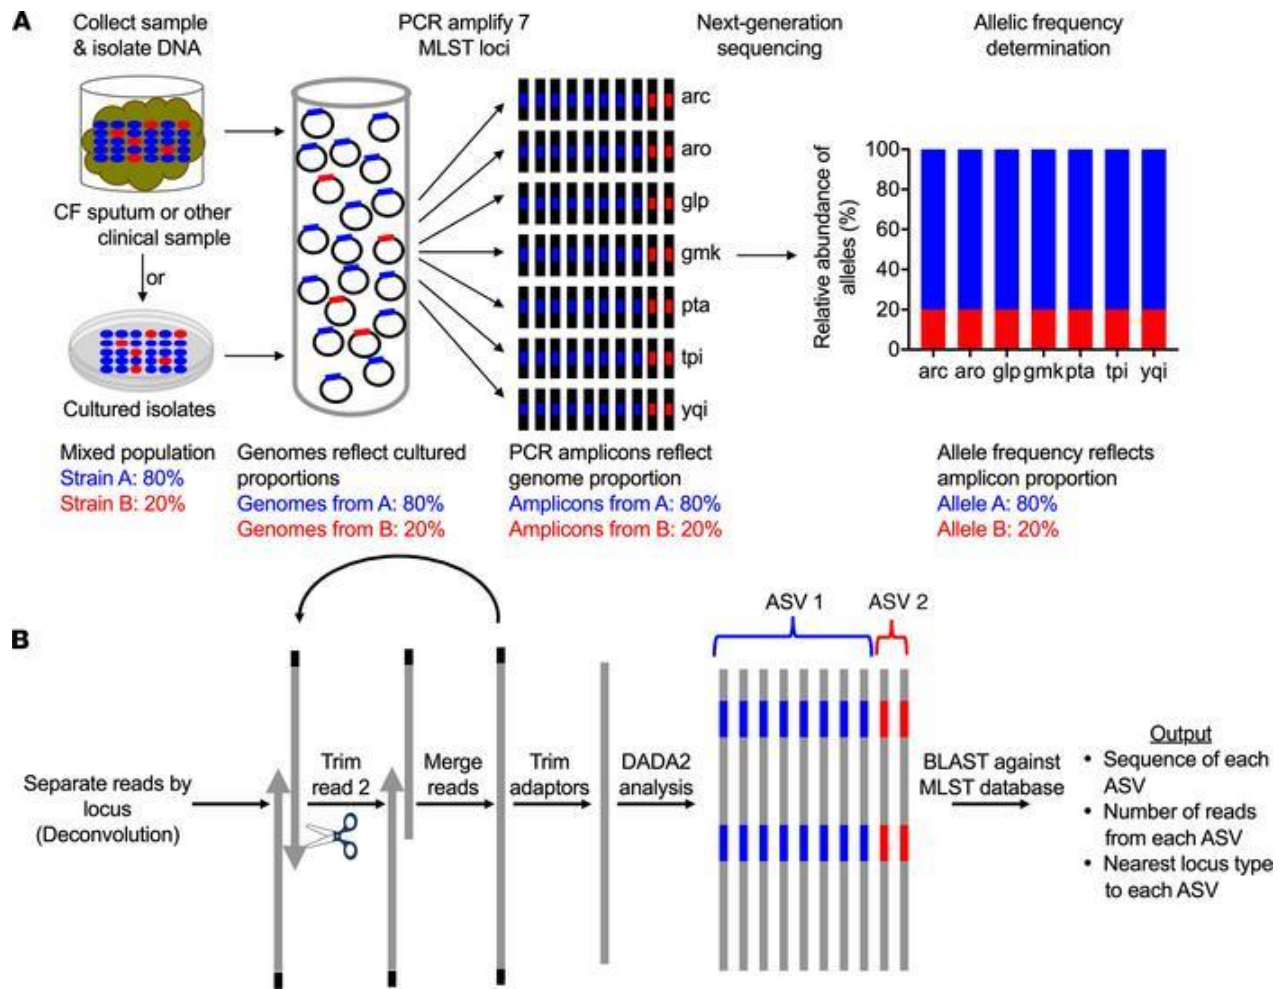 A
Collect sample
& isolate DNA
PCR amplify 7
MLST loci
Next-generation
sequencing
Allelic frequency
determination
CF sputum or other
clinical sample
or
Cultured isolates
arc
aro
glp
gmk
pta
tpi
yqi
Relative abundance of
alleles (%)
100
80
60
40
20
0
arc aro glp gmk pta tpi yqi
Mixed population
Strain A: 80%
Strain B: 20%
Genomes reflect cultured
proportions
Genomes from A: 80%
Genomes from B: 20%
PCR amplicons reflect
genome proportion
Amplicons from A: 80%
Amplicons from B: 20%
Allele frequency reflects
amplicon proportion
Allele A: 80%
Allele B: 20%
B
Separate reads by
locus
(Deconvolution)
Trim
read 2
Merge
reads
Trim
adaptors
DADA2
analysis
ASV 1
ASV 2
BLAST against
MLST database
Output
• Sequence of each
ASV
• Number of reads
from each ASV
• Nearest locus type
to each ASV